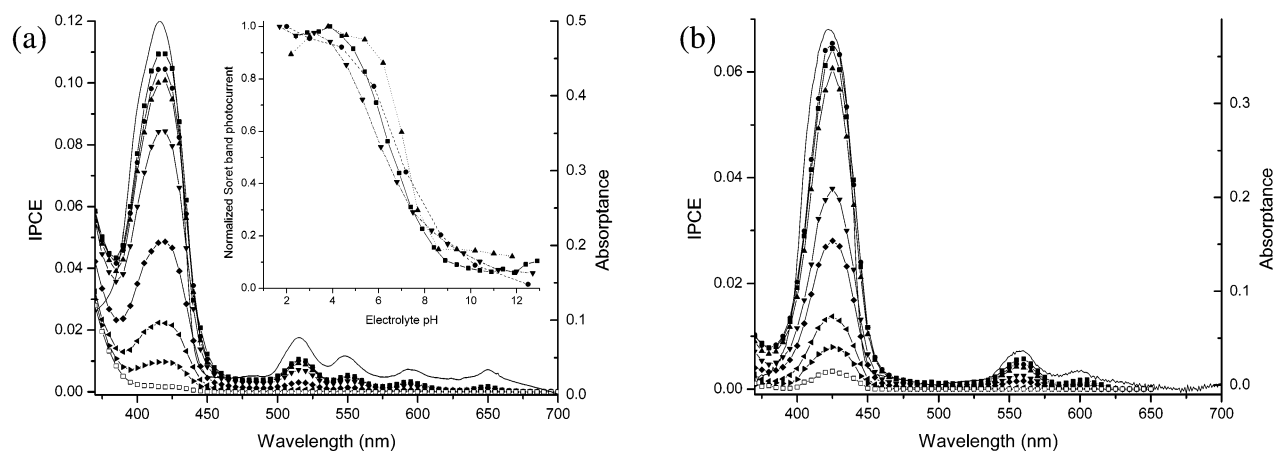 (a)
IPCE
0.12
0.10
0.08
0.06
0.04
0.02
0.00
400 450 500 550 600 650 700
Wavelength (nm)
0.5
0.4
0.3
0.2
0.1
0.0
Absorptance
Normalized Soret band photocurrent
1.0
0.8
0.6
0.4
0.2
0.0
2 4 6 8 10 12
Electrolyte pH
(b)
IPCE
0.06
0.04
0.02
0.00
400 450 500 550 600 650 700
Wavelength (nm)
0.3
0.2
0.1
0.0
Absorptance